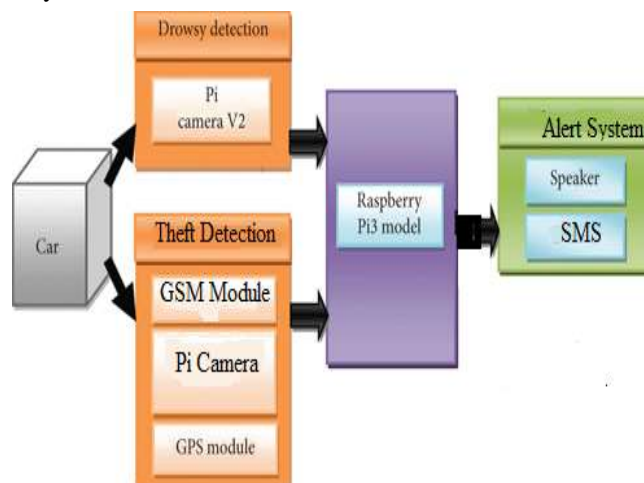 Drowsy detection
Pi
camera V2
Car
Theft Detection
GSM Module
Pi Camera
GPS module
Raspberry
Pi3 model
Alert System
Speaker
SMS